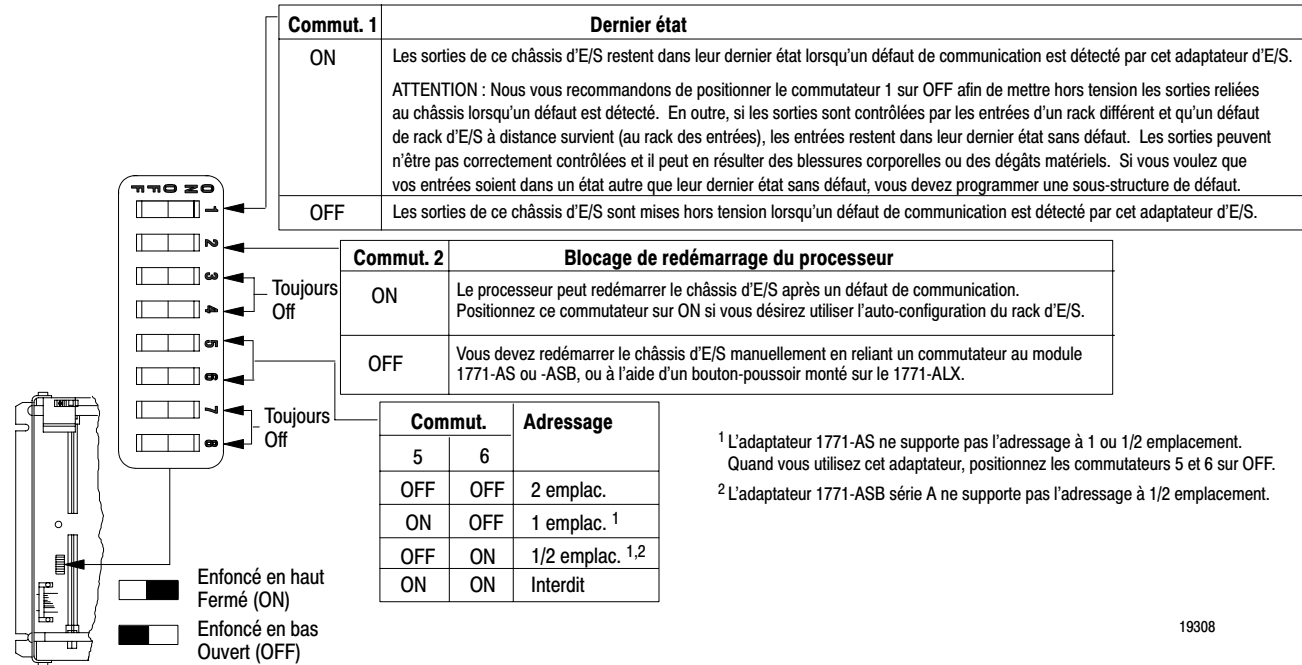 Commut. 1 Dernier état
ON Les sorties de ce châssis d'E/S restent dans leur dernier état lorsqu'un défaut de communication est détecté par cet adaptateur d'E/S.
ATTENTION : Nous vous recommandons de positionner le commutateur 1 sur OFF afin de mettre hors tension les sorties reliées
au châssis lorsqu'un défaut est détecté. En outre, si les sorties sont contrôlées par les entrées d'un rack différent et qu'un défaut
de rack d'E/S à distance survient (au rack des entrées), les entrées restent dans leur dernier état sans défaut. Les sorties peuvent
n'être pas correctement contrôlées et il peut en résulter des blessures corporelles ou des dégâts matériels. Si vous voulez que
vos entrées soient dans un état autre que leur dernier état sans défaut, vous devez programmer une sous-structure de défaut.
OFF Les sorties de ce châssis d'E/S sont mises hors tension lorsqu'un défaut de communication est détecté par cet adaptateur d'E/S.
ON OFF
1
2
3
4
5
6
7
8
Toujours
Off
Toujours
Off
Commut. 2 Blocage de redémarrage du processeur
ON Le processeur peut redémarrer le châssis d'E/S après un défaut de communication.
Positionnez ce commutateur sur ON si vous désirez utiliser l'auto-configuration du rack d'E/S.
OFF Vous devez redémarrer le châssis d'E/S manuellement en reliant un commutateur au module
1771-AS ou -ASB, ou à l'aide d'un bouton-poussoir monté sur le 1771-ALX.
Commut. Adressage
5 6
OFF OFF 2 emplac.
ON OFF 1 emplac. 1
OFF ON 1/2 emplac. 1,2
ON ON Interdit
1 L'adaptateur 1771-AS ne supporte pas l'adressage à 1 ou 1/2 emplacement.
Quand vous utilisez cet adaptateur, positionnez les commutateurs 5 et 6 sur OFF.
2 L'adaptateur 1771-ASB série A ne supporte pas l'adressage à 1/2 emplacement.
Enfoncé en haut
Fermé (ON)
Enfoncé en bas
Ouvert (OFF)
19308